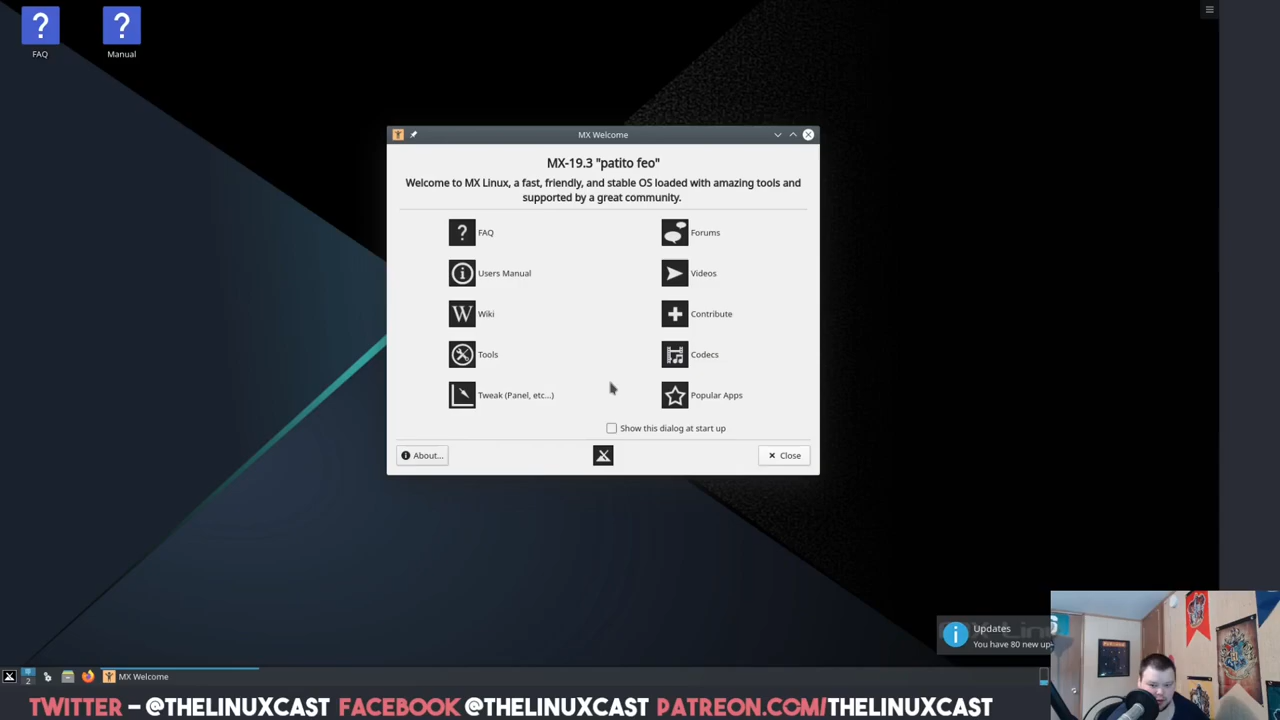 FAQ
Manual
MX Welcome
MX-19.3 "patito feo"
Welcome to MX Linux, a fast, friendly, and stable OS loaded with amazing tools and
supported by a great community.
FAQ
Forums
Users Manual
Videos
Wiki
Contribute
Tools
Codecs
Tweak (Panel, etc...)
Popular Apps
Show this dialog at start up
About...
Close
Updates
You have 80 new up
2
MX Welcome
TWITTER – @THELINUXCAST FACEBOOK @THELINUXCAST PATREON.COM/THELINUXCAST